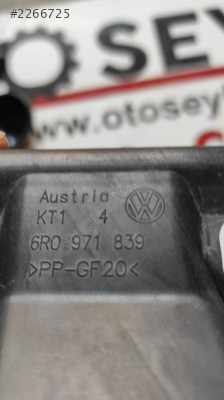 #2266725
SEY
www.otosey
Austria
KT1 4
6R0 971 839
>PP-GF20<